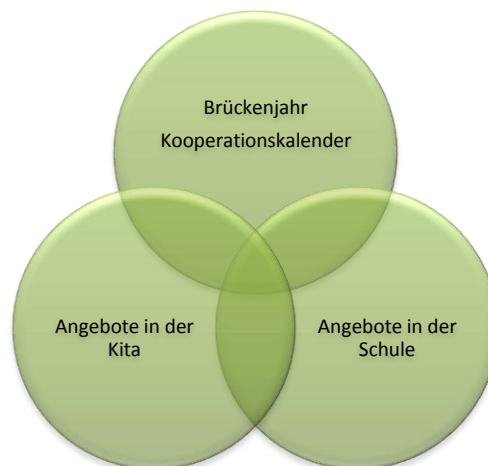 Brückenjahr
Kooperationskalender
Angebote in der
Kita
Angebote in der
Schule